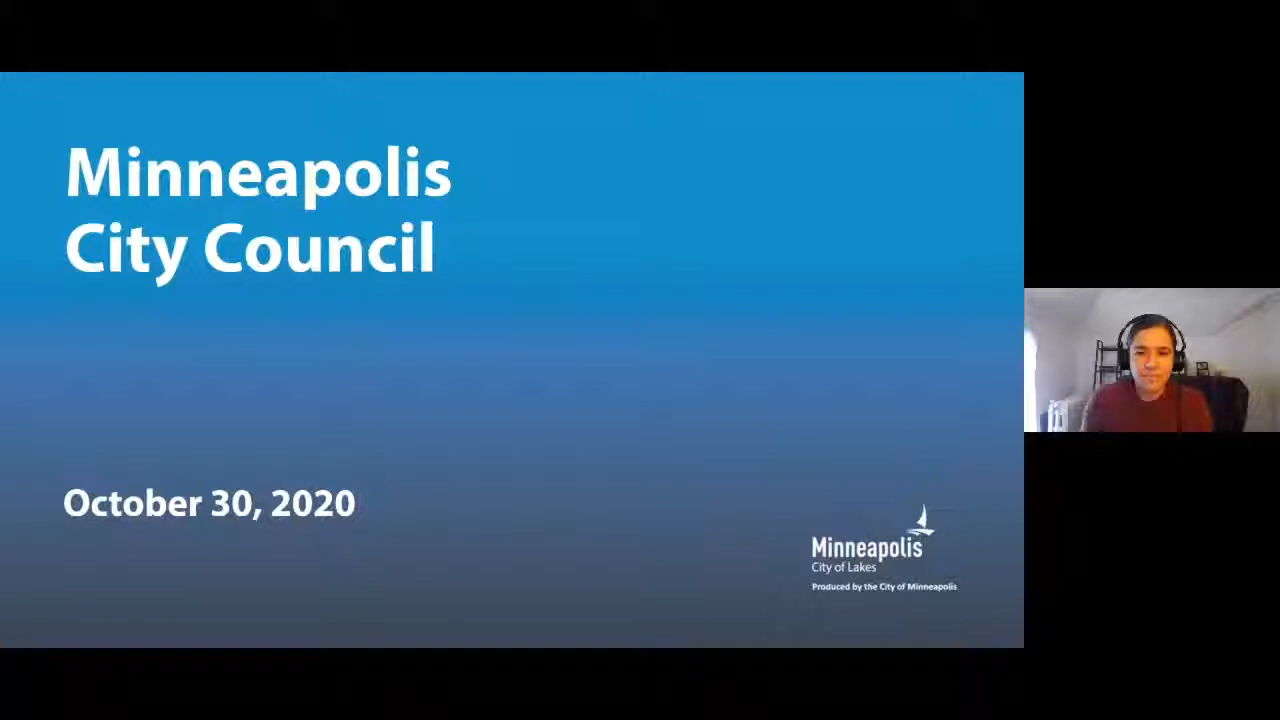 Minneapolis
City Council
October 30, 2020
Minneapolis
City of Lakes
Produced by the City of Minneapolis